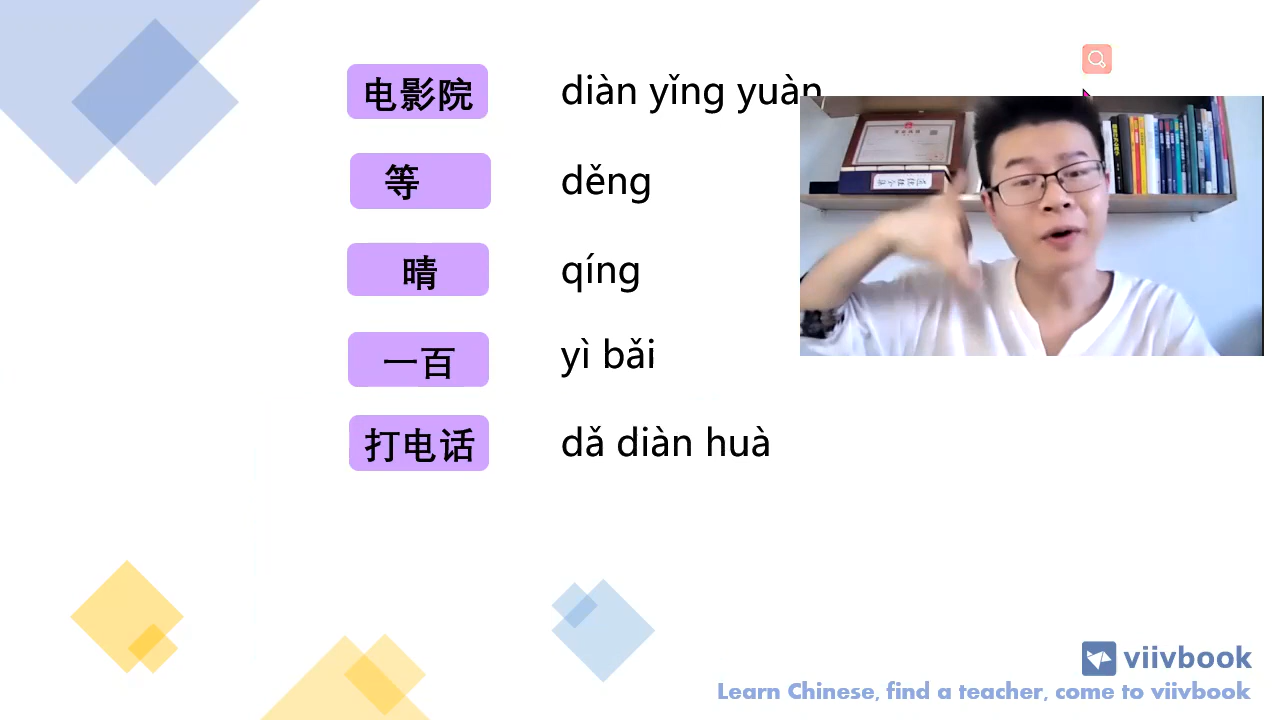 电影院 diàn yǐng yuàn
等 děng
晴 qíng
一百 yì bǎi
打电话 dǎ diàn huà
viivbook
Learn Chinese, find a teacher, come to viivbook